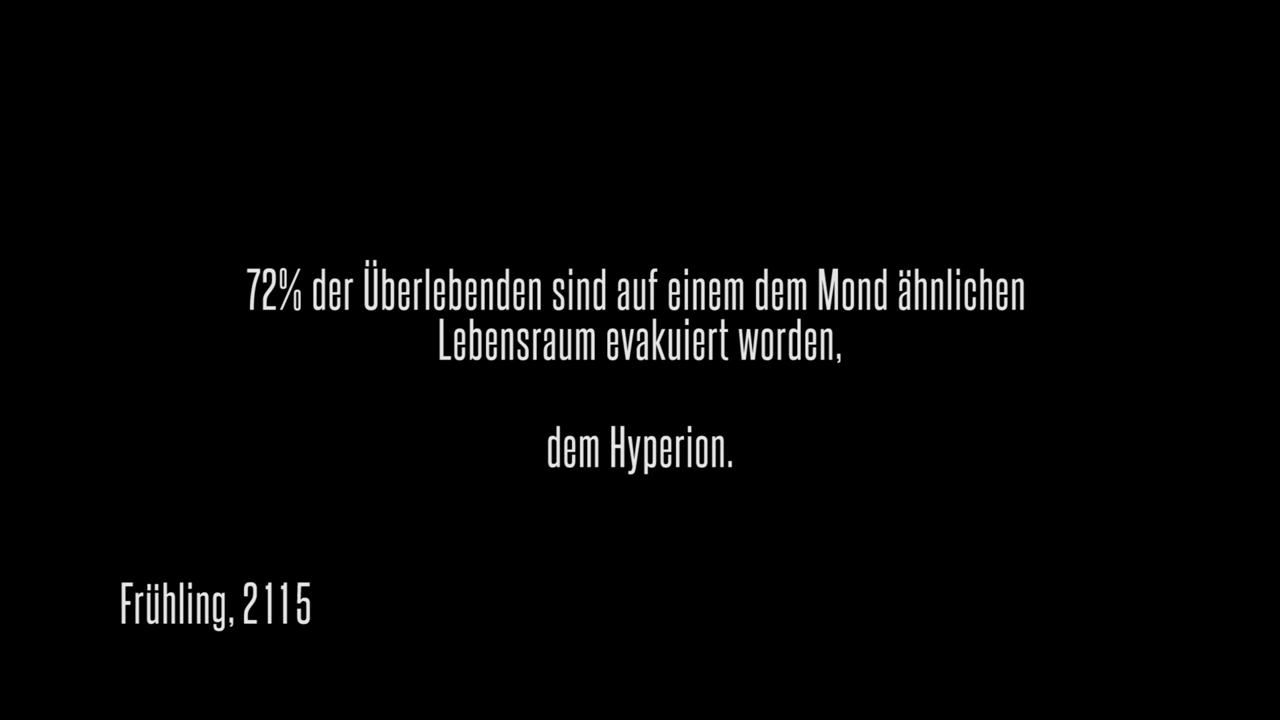 72% der Überlebenden sind auf einem dem Mond ähnlichen
Lebensraum evakuiert worden,
dem Hyperion.
Frühling, 2115